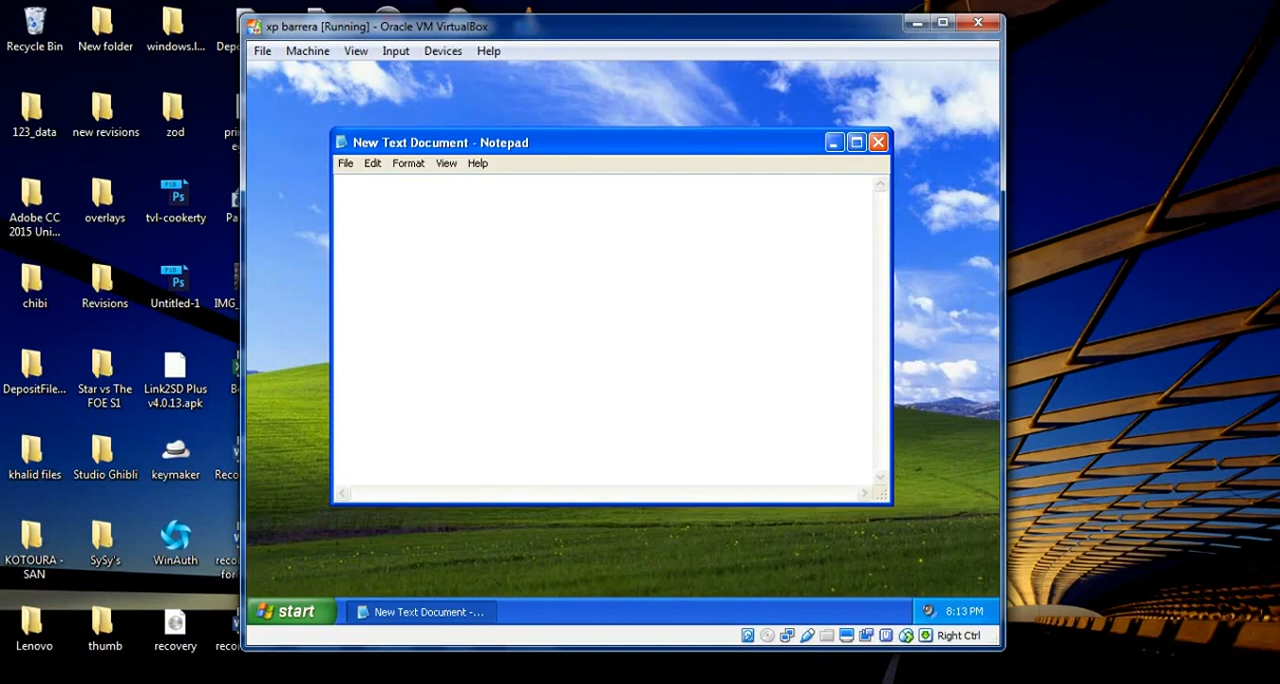 xp barrera [Running] - Oracle VM VirtualBox
File Machine View Input Devices Help
New Text Document - Notepad
File Edit Format View Help
start
New Text Document -...
8:13 PM
Right Ctrl
Recycle Bin
New folder
windows.l...
123_data
new revisions
zod
Adobe CC
2015 Uni...
overlays
tvl-cookerty
chibi
Revisions
Untitled-1
IMG_
DepositFile...
Star vs The
FOE S1
Link2SD Plus
v4.0.13.apk
khalid files
Studio Ghibli
keymaker
KOTOURA -
SAN
SySy's
WinAuth
Lenovo
thumb
recovery